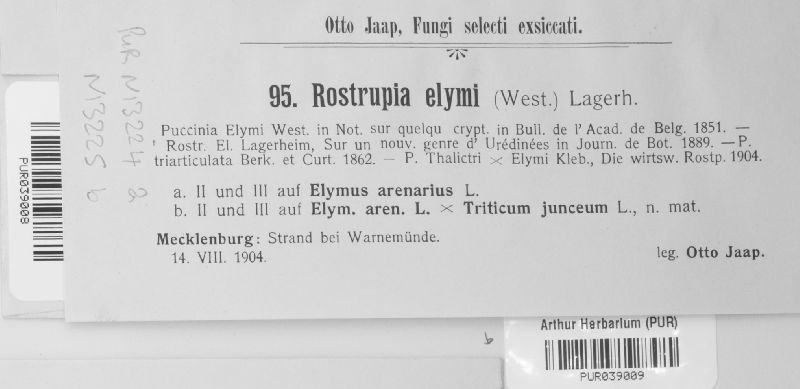 Otto Jaap, Fungi selecti exsiccati.
95. Rostrupia elymi (West.) Lagerh.
Puccinia Elymi West. in Not. sur quelqu crypt. in Bull. de l'Acad. de Belg. 1851. —
' Rostr. El. Lagerheim, Sur un nouv. genre d' Urédinées in Journ. de Bot. 1889. — P.
triarticulata Berk. et Curt. 1862. — P. Thalictri × Elymi Kleb., Die wirtsw. Rostp. 1904.
a. II und III auf Elymus arenarius L.
b. II und III auf Elym. aren. L. × Triticum junceum L., n. mat.
Mecklenburg: Strand bei Warnemünde.
14. VIII. 1904.
leg. Otto Jaap.
PUR N13224 a
N13225 b
PUR039008
b
Arthur Herbarium (PUR)
PUR039009